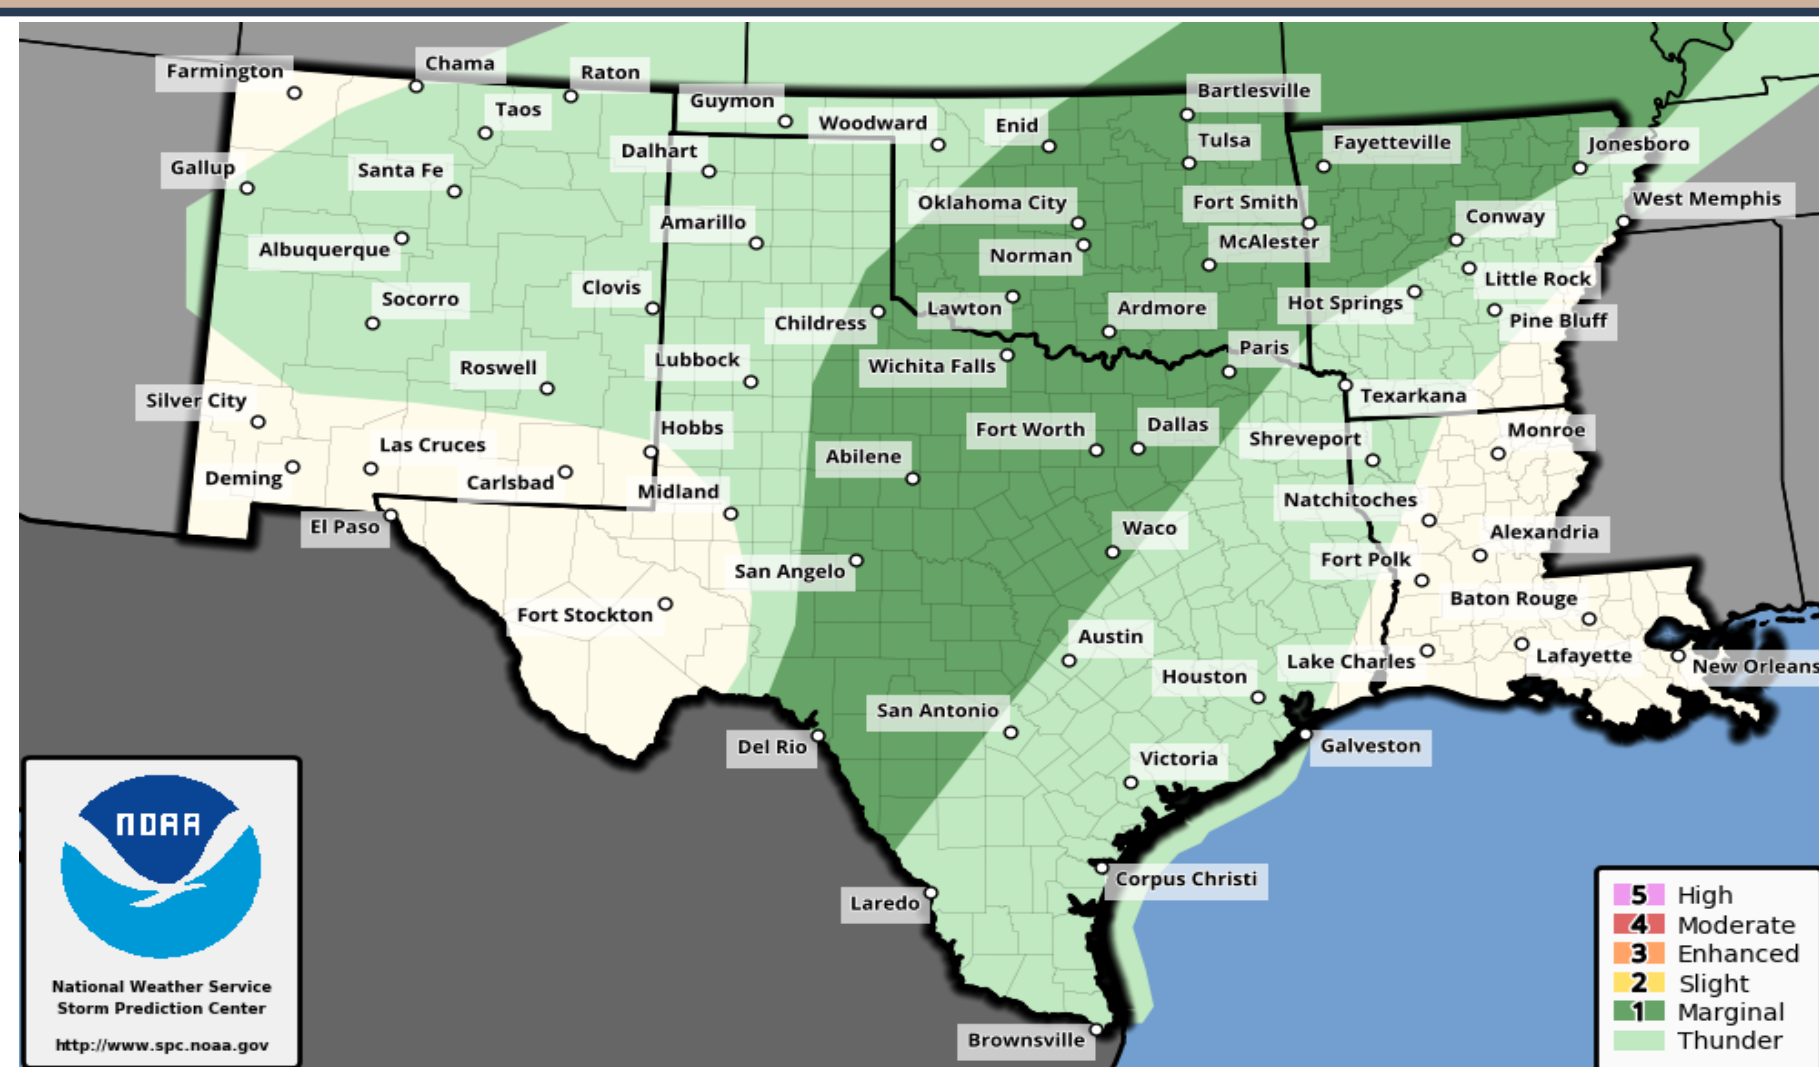 Farmington
Chama
Raton
Taos
Guymon
Woodward
Enid
Bartlesville
Tulsa
Fayetteville
Jonesboro
Gallup
Santa Fe
Dalhart
Oklahoma City
Fort Smith
West Memphis
Amarillo
Conway
Albuquerque
Norman
McAlester
Clovis
Little Rock
Socorro
Childress
Lawton
Ardmore
Hot Springs
Pine Bluff
Roswell
Lubbock
Wichita Falls
Paris
Silver City
Texarkana
Las Cruces
Hobbs
Fort Worth
Dallas
Shreveport
Monroe
Deming
Carlsbad
Midland
Abilene
Natchitoches
El Paso
Waco
Alexandria
San Angelo
Fort Polk
Fort Stockton
Baton Rouge
Austin
Houston
Lake Charles
Lafayette
New Orleans
San Antonio
Del Rio
Victoria
Galveston
Corpus Christi
Laredo
Brownsville
NOAA
National Weather Service
Storm Prediction Center
http://www.spc.noaa.gov
5 High
4 Moderate
3 Enhanced
2 Slight
1 Marginal
Thunder